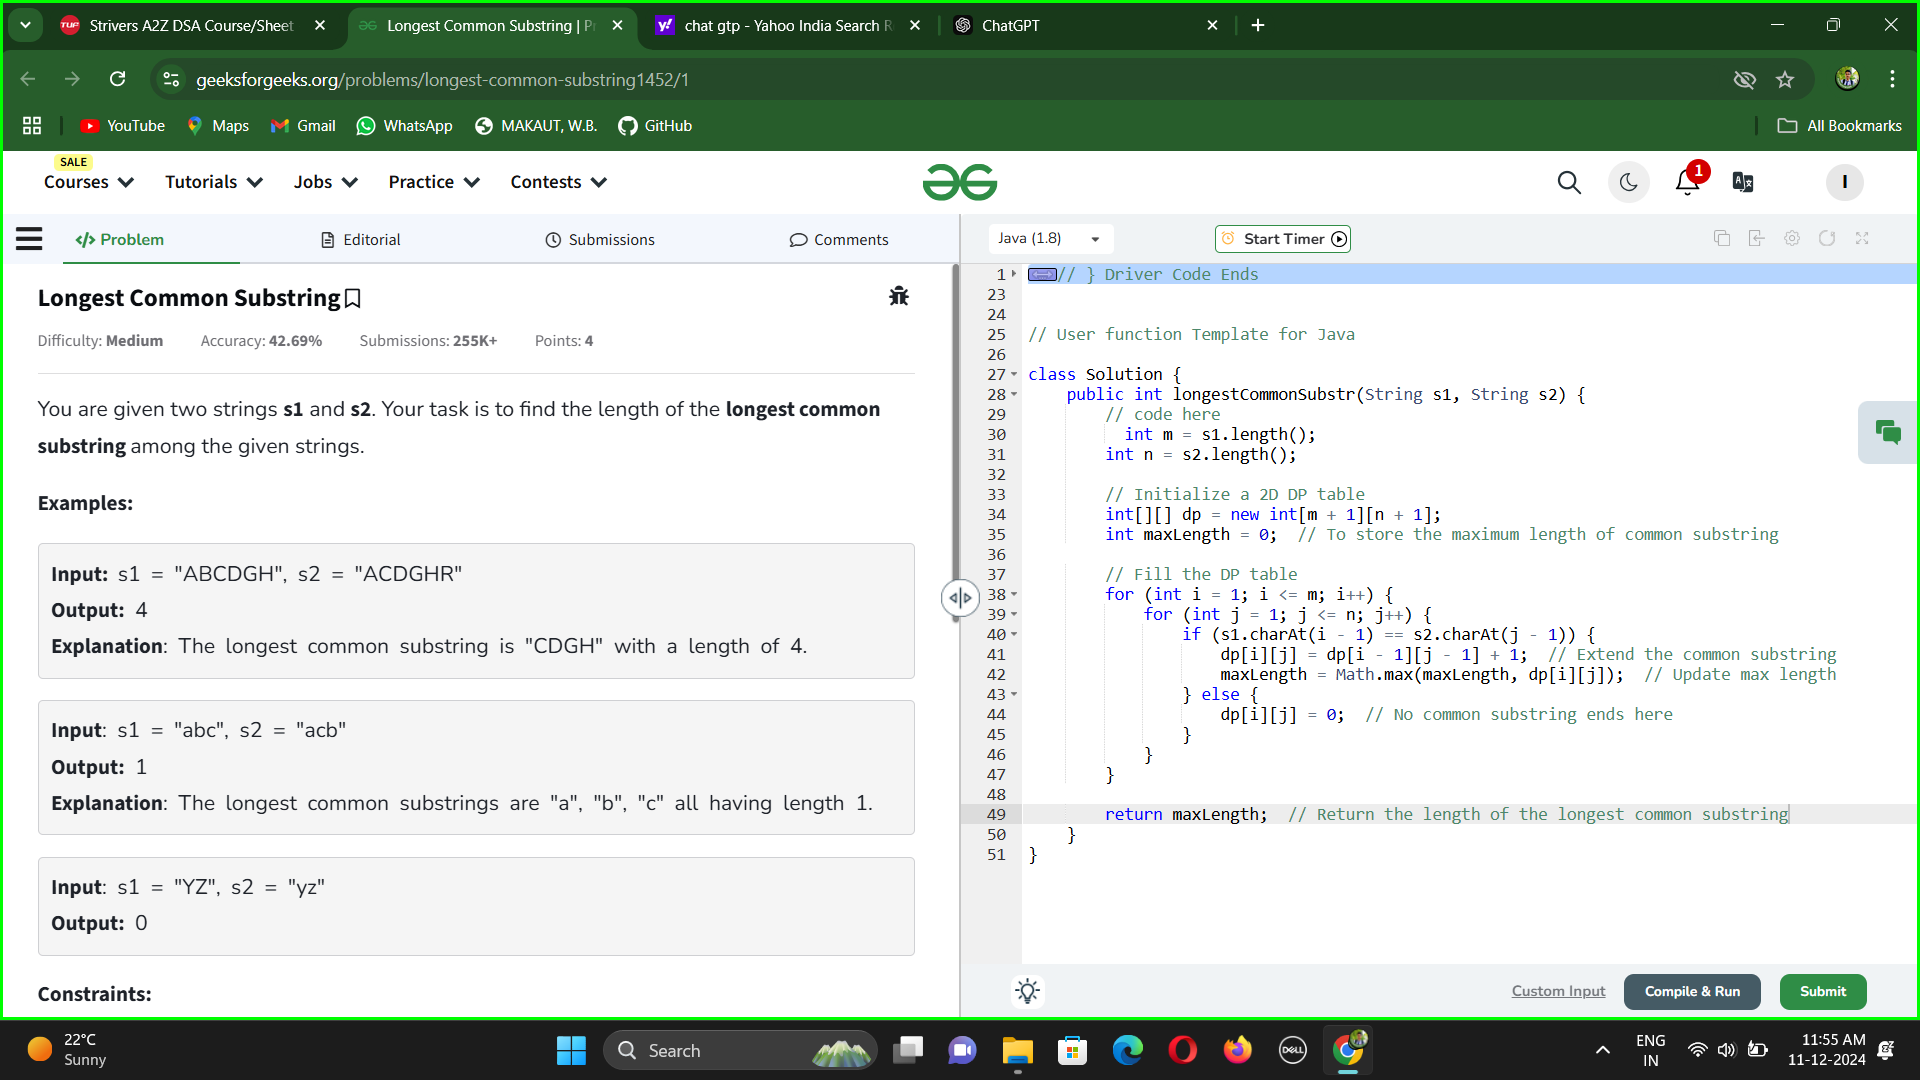 Strivers A2Z DSA Course/Sheet
Longest Common Substring | Pr
chat gtp - Yahoo India Search R
ChatGPT
geeksforgeeks.org/problems/longest-common-substring1452/1
YouTube
Maps
Gmail
WhatsApp
MAKAUT, W.B.
GitHub
All Bookmarks
SALE
Courses
Tutorials
Jobs
Practice
Contests
1
I
</> Problem
Editorial
Submissions
Comments
Java (1.8)
Start Timer
Longest Common Substring
Difficulty: Medium Accuracy: 42.69% Submissions: 255K+ Points: 4
You are given two strings s1 and s2. Your task is to find the length of the longest common
substring among the given strings.
Examples:
Input: s1 = "ABCDGH", s2 = "ACDGHR"
Output: 4
Explanation: The longest common substring is "CDGH" with a length of 4.
Input: s1 = "abc", s2 = "acb"
Output: 1
Explanation: The longest common substrings are "a", "b", "c" all having length 1.
Input: s1 = "YZ", s2 = "yz"
Output: 0
Constraints:
1 // } Driver Code Ends
23
24
25 // User function Template for Java
26
27 class Solution {
28 public int longestCommonSubstr(String s1, String s2) {
29 // code here
30 int m = s1.length();
31 int n = s2.length();
32
33 // Initialize a 2D DP table
34 int[][] dp = new int[m + 1][n + 1];
35 int maxLength = 0; // To store the maximum length of common substring
36
37 // Fill the DP table
38 for (int i = 1; i <= m; i++) {
39 for (int j = 1; j <= n; j++) {
40 if (s1.charAt(i - 1) == s2.charAt(j - 1)) {
41 dp[i][j] = dp[i - 1][j - 1] + 1; // Extend the common substring
42 maxLength = Math.max(maxLength, dp[i][j]); // Update max length
43 } else {
44 dp[i][j] = 0; // No common substring ends here
45 }
46 }
47 }
48
49 return maxLength; // Return the length of the longest common substring
50 }
51 }
Custom Input
Compile & Run
Submit
22°C
Sunny
Search
DELL
ENG
IN
11:55 AM
11-12-2024